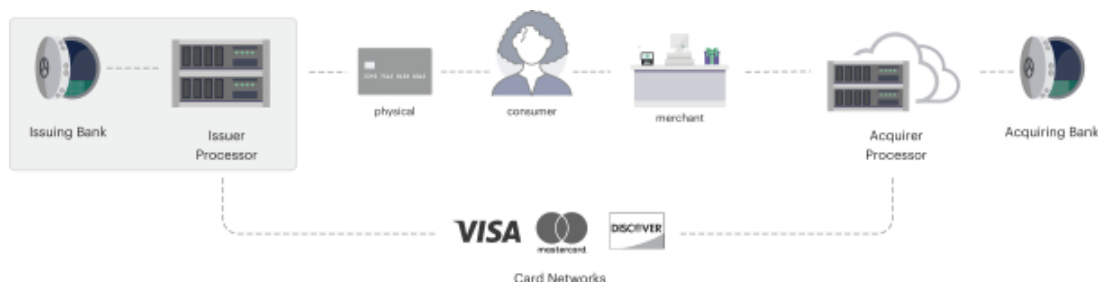 physical
consumer
merchant
Issuing Bank
Issuer
Processor
Acquirer
Processor
Acquiring Bank
VISA
mastercard
DISCOVER
Card Networks